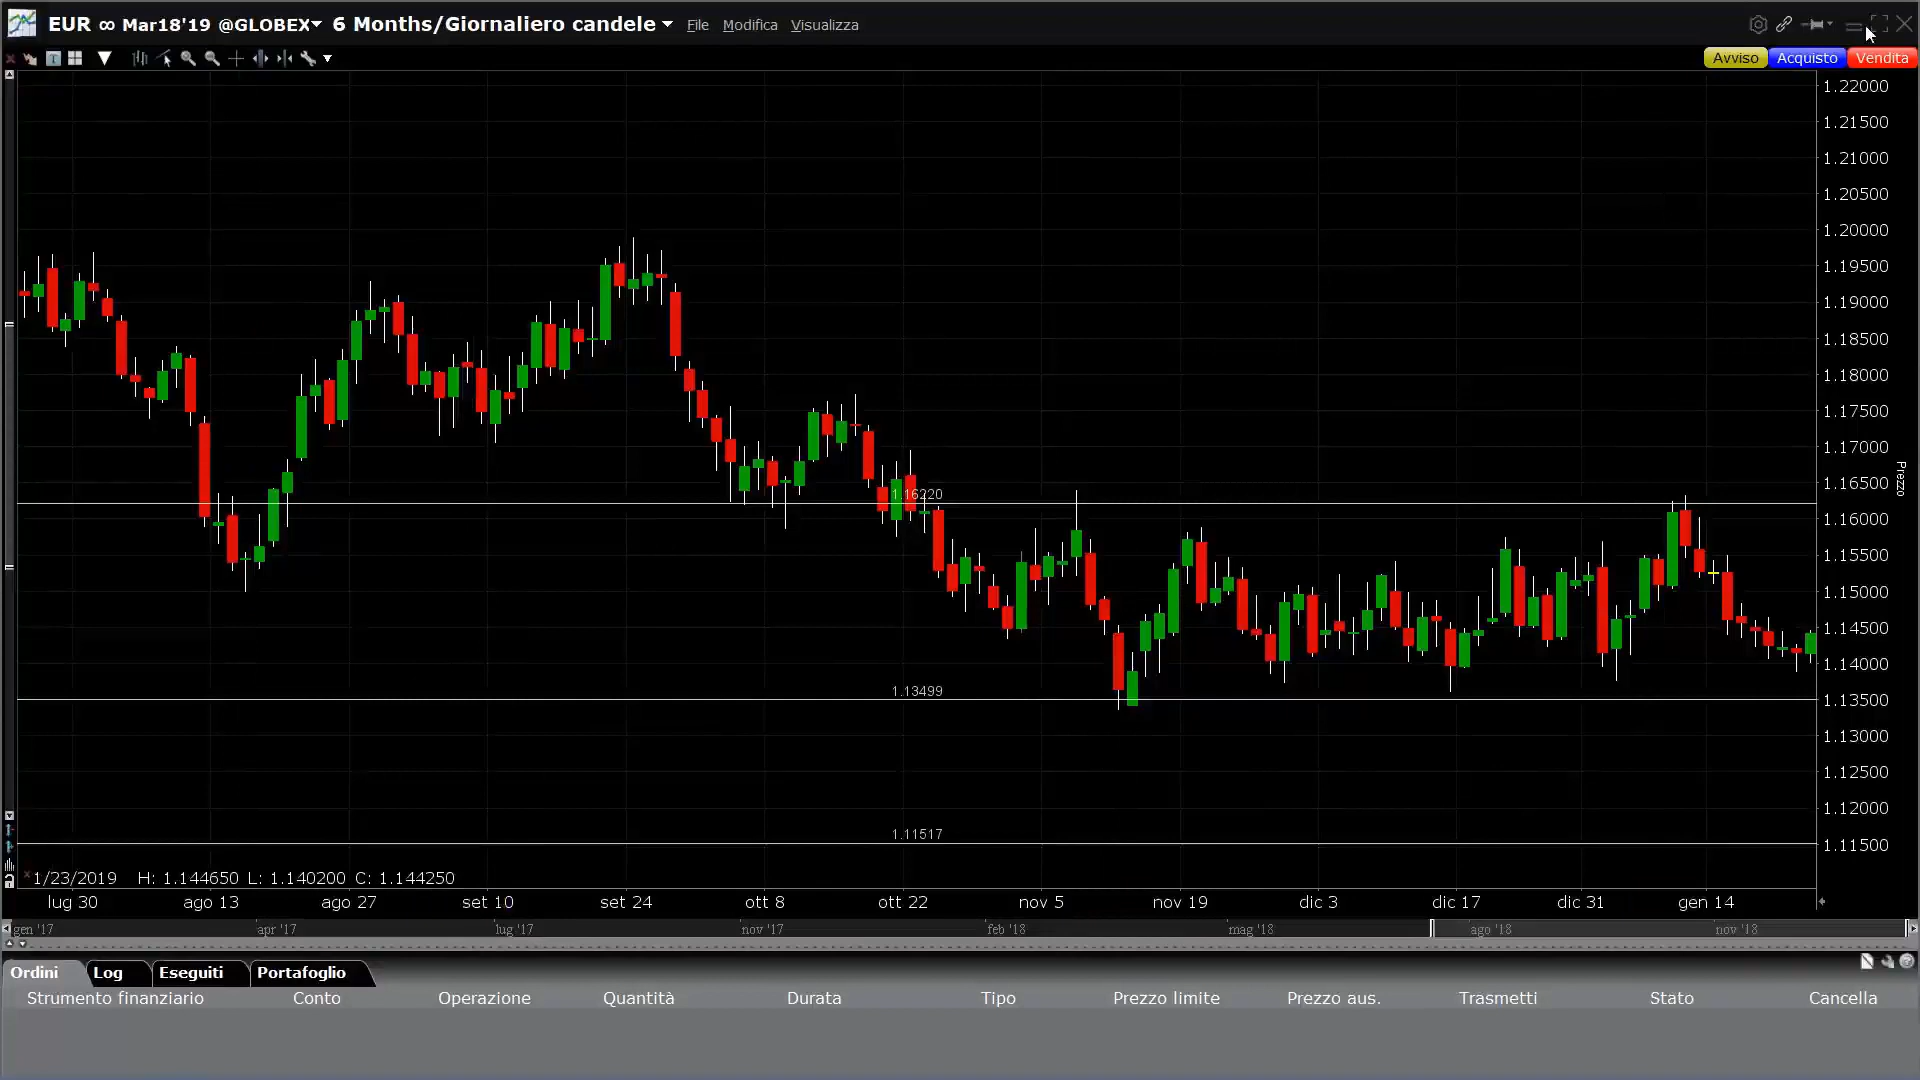 EUR ∞ Mar18'19 @GLOBEX 6 Months/Giornaliero candele File Modifica Visualizza
T
Avviso Acquisto Vendita
1.22000
1.21500
1.21000
1.20500
1.20000
1.19500
1.19000
1.18500
1.18000
1.17500
1.17000
1.16500
1.16000
1.15500
1.15000
1.14500
1.14000
1.13500
1.13000
1.12500
1.12000
1.11500
Prezzo
1.16220
1.13499
1.11517
1/23/2019 H: 1.144650 L: 1.140200 C: 1.144250
lug 30 ago 13 ago 27 set 10 set 24 ott 8 ott 22 nov 5 nov 19 dic 3 dic 17 dic 31 gen 14
gen '17 apr '17 lug '17 nov '17 feb '18 mag '18 ago '18 nov '18
Ordini Log Eseguiti Portafoglio
Strumento finanziario Conto Operazione Quantità Durata Tipo Prezzo limite Prezzo aus. Trasmetti Stato Cancella